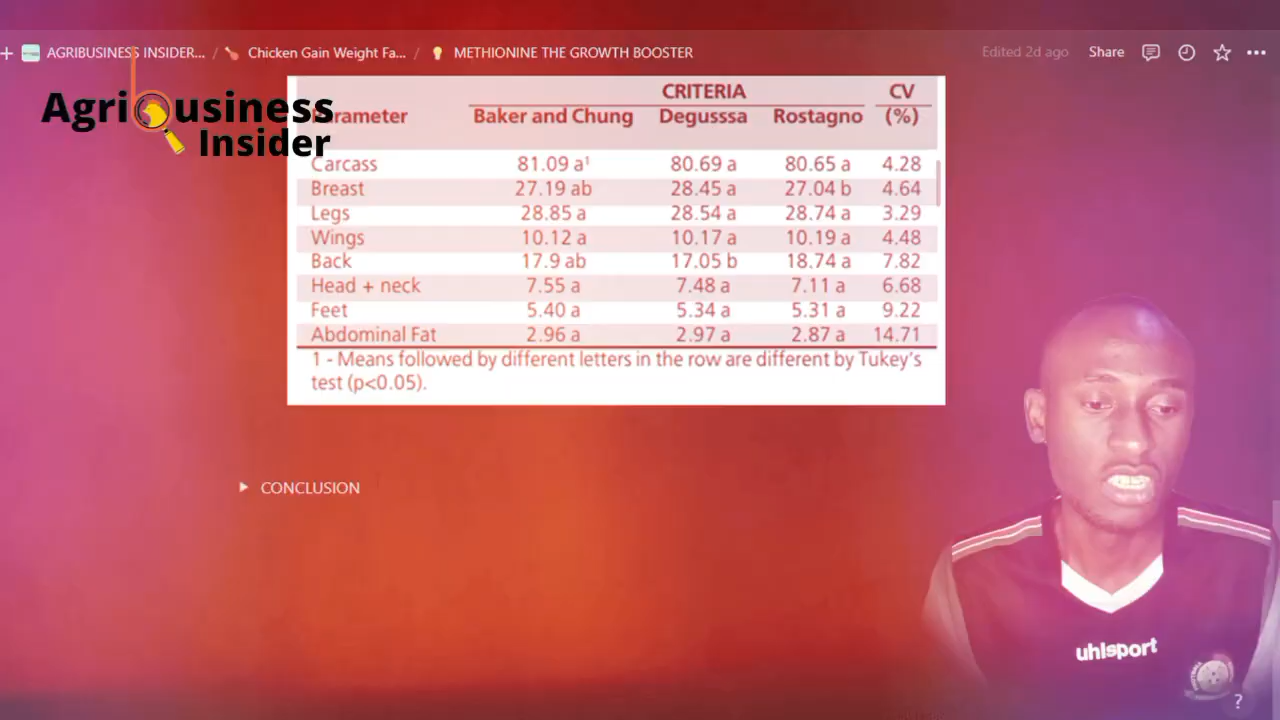 + AGRIBUSINESS INSIDER... / Chicken Gain Weight Fa... / METHIONINE THE GROWTH BOOSTER Edited 2d ago Share
Agribusiness
Insider
CRITERIA CV
Baker and Chung Degusssa Rostagno (%)
Carcass 81.09 a¹ 80.69 a 80.65 a 4.28
Breast 27.19 ab 28.45 a 27.04 b 4.64
Legs 28.85 a 28.54 a 28.74 a 3.29
Wings 10.12 a 10.17 a 10.19 a 4.48
Back 17.9 ab 17.05 b 18.74 a 7.82
Head + neck 7.55 a 7.48 a 7.11 a 6.68
Feet 5.40 a 5.34 a 5.31 a 9.22
Abdominal Fat 2.96 a 2.97 a 2.87 a 14.71
1 - Means followed by different letters in the row are different by Tukey's
test (p<0.05).
CONCLUSION
uhlsport
?